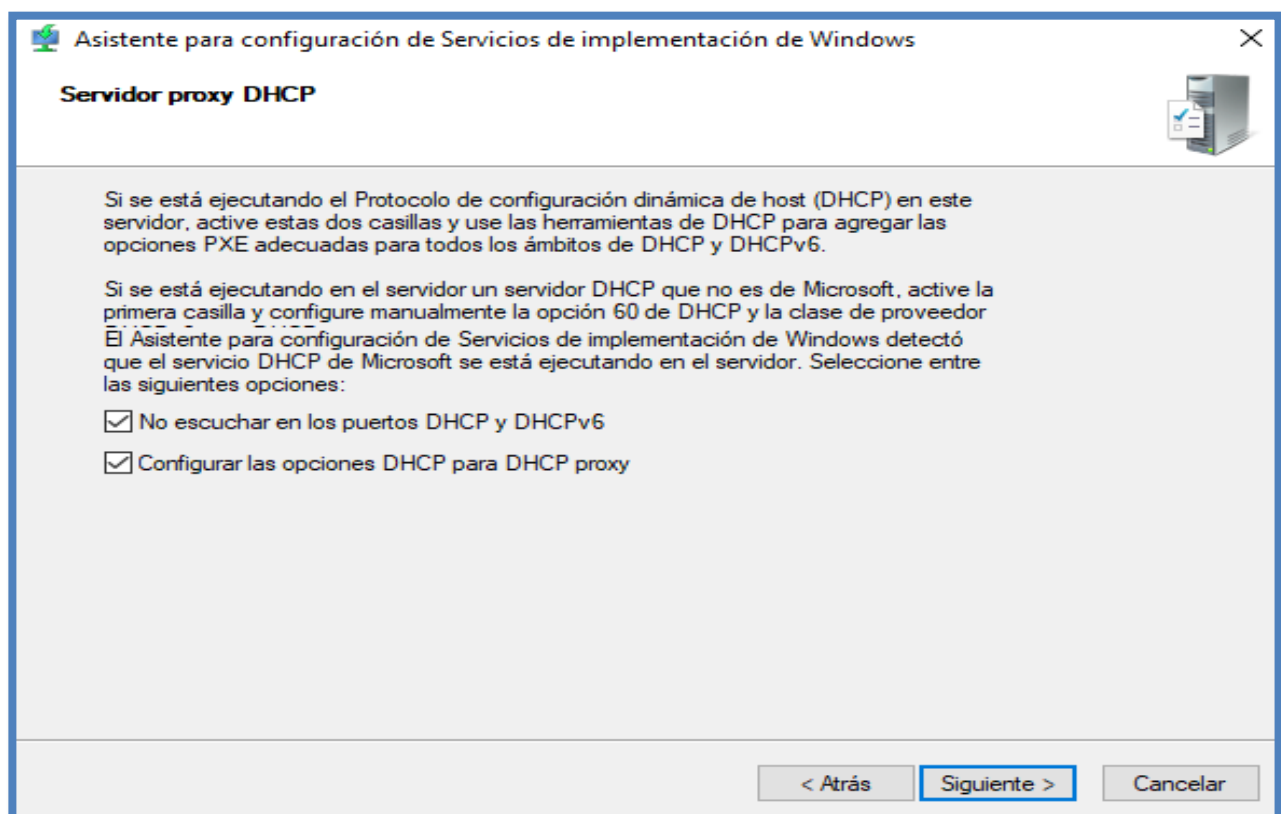 Asistente para configuración de Servicios de implementación de Windows
Servidor proxy DHCP
Si se está ejecutando el Protocolo de configuración dinámica de host (DHCP) en este
servidor, active estas dos casillas y use las herramientas de DHCP para agregar las
opciones PXE adecuadas para todos los ámbitos de DHCP y DHCPv6.
Si se está ejecutando en el servidor un servidor DHCP que no es de Microsoft, active la
primera casilla y configure manualmente la opción 60 de DHCP y la clase de proveedor
El Asistente para configuración de Servicios de implementación de Windows detectó
que el servicio DHCP de Microsoft se está ejecutando en el servidor. Seleccione entre
las siguientes opciones:
No escuchar en los puertos DHCP y DHCPv6
Configurar las opciones DHCP para DHCP proxy
< Atrás Siguiente > Cancelar